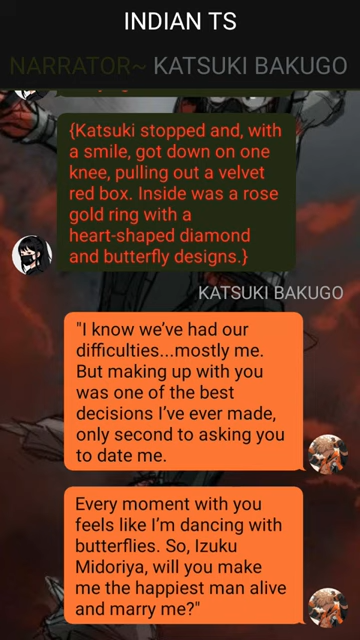 INDIAN TS
NARRATOR~ KATSUKI BAKUGO
{Katsuki stopped and, with
a smile, got down on one
knee, pulling out a velvet
red box. Inside was a rose
gold ring with a
heart-shaped diamond
and butterfly designs.}
KATSUKI BAKUGO
"I know we’ve had our
difficulties...mostly me.
But making up with you
was one of the best
decisions I’ve ever made,
only second to asking you
to date me.
Every moment with you
feels like I’m dancing with
butterflies. So, Izuku
Midoriya, will you make
me the happiest man alive
and marry me?"